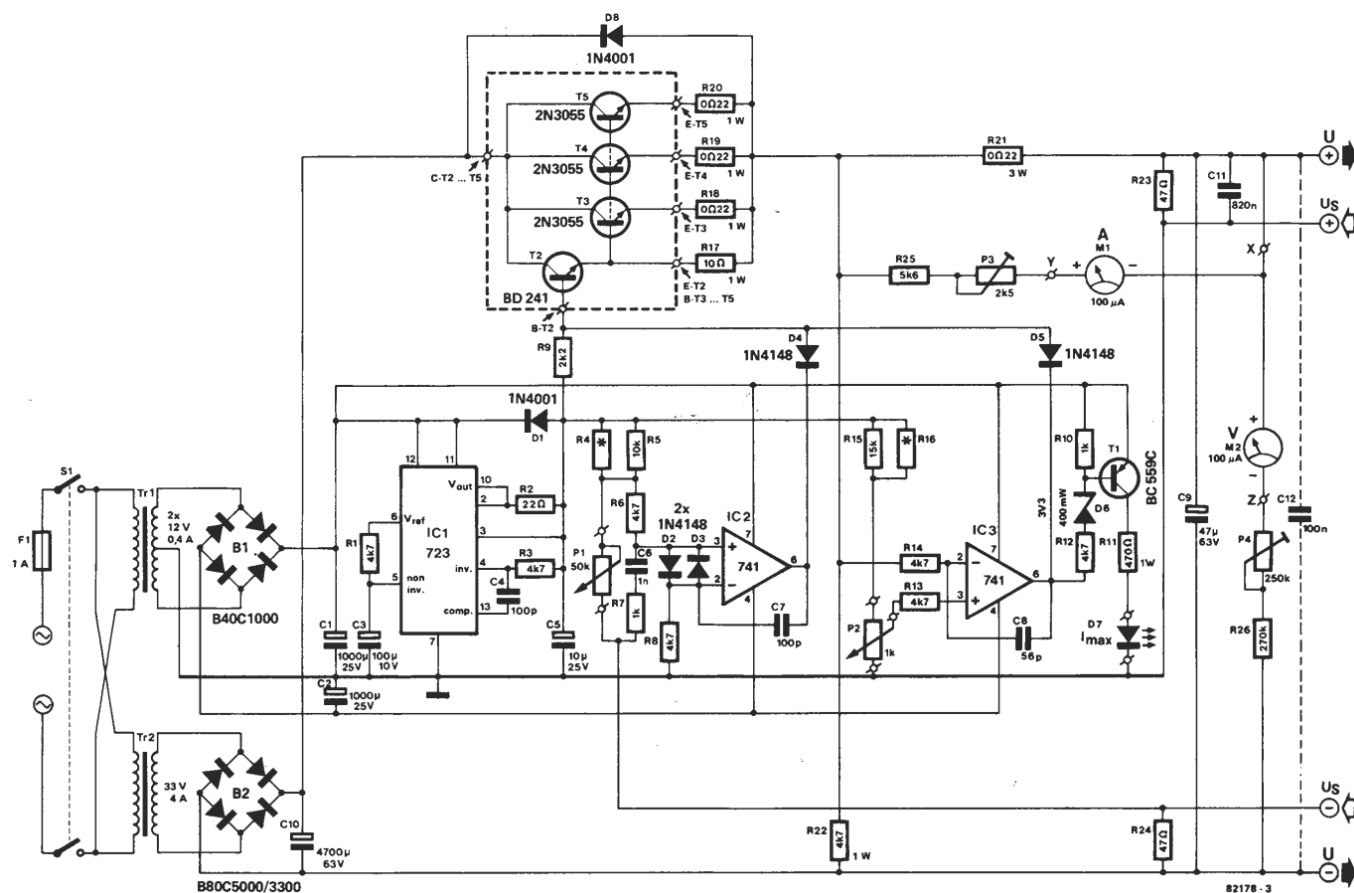 D8
1N4001
T5
2N3055
R20
0Ω22
1 W
E-T5
T4
2N3055
R19
0Ω22
1 W
E-T4
C-T2 ... T5
T3
2N3055
R18
0Ω22
1 W
E-T3
T2
BD 241
R17
10Ω
1W
E-T2
B-T3 ... T5
B-T2
R21
0Ω22
3 W
R23
47Ω
C11
820n
U
+
US
+
X
R25
5k6
P3
2k5
Y
+
A
M1
−
100 µA
R9
2k2
D4
1N4148
D5
1N4148
1N4001
D1
R4
*
R5
10k
R15
15k
R16
*
R10
1k
T1
BC 559C
+
V
M2
100 µA
−
Z
12
11
10
Vout
2
R2
22Ω
6
Vref
IC1
723
3
R1
4k7
5
non
inv.
inv.
4
R3
4k7
C4
100p
comp.
13
7
R6
4k7
2x
1N4148
D2
D3
P1
50k
C6
1n
R7
1k
R8
4k7
IC2
3
+
7
741
6
2
−
4
C7
100p
R14
4k7
R13
4k7
P2
1k
IC3
2
−
7
741
6
3
+
4
C8
56p
3V3
400mW
D6
R12
4k7
R11
470Ω
1W
D7
Imax
C9
47µ
63V
C12
100n
P4
250k
R26
270k
S1
F1
1 A
Tr1
2x
12 V
0,4 A
B1
B40C1000
C1
1000µ
25V
C3
100µ
10V
C5
10µ
25V
C2
1000µ
25V
Tr2
33 V
4 A
B2
B80C5000/3300
C10
4700µ
63V
R22
4k7
1 W
R24
47Ω
US
−
U
−
82178 - 3